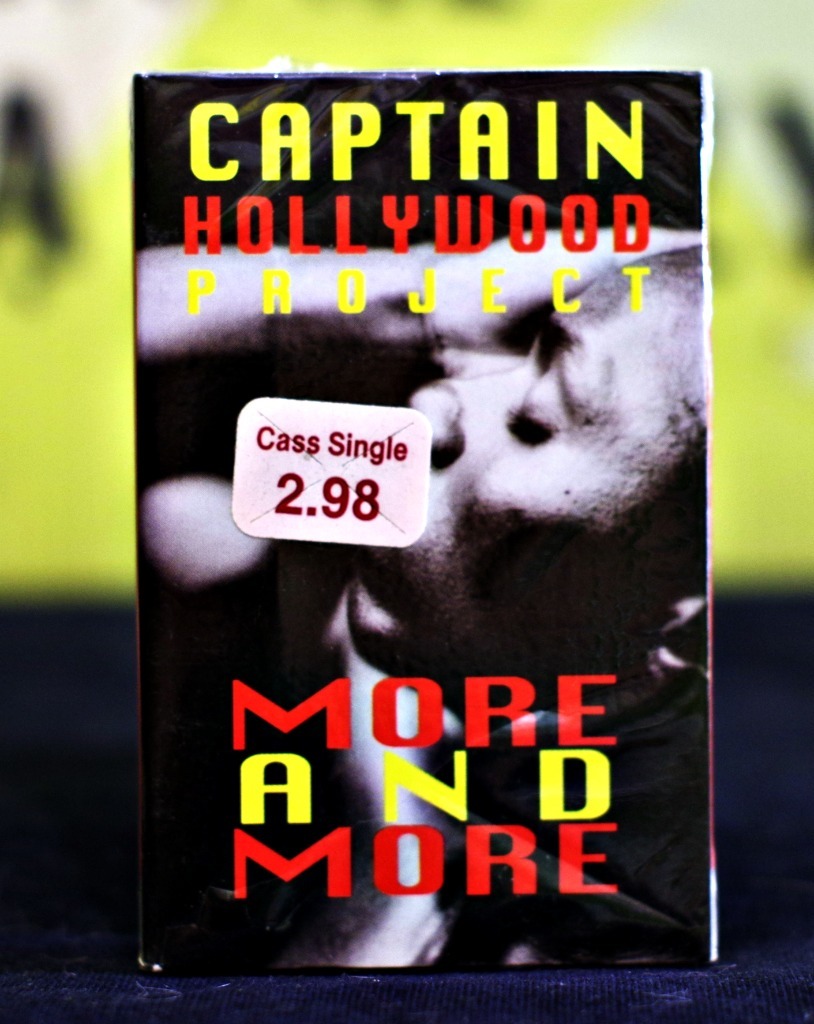 CAPTAIN
HOLLYWOOD
PROJECT
Cass Single
2.98
MORE
AND
MORE